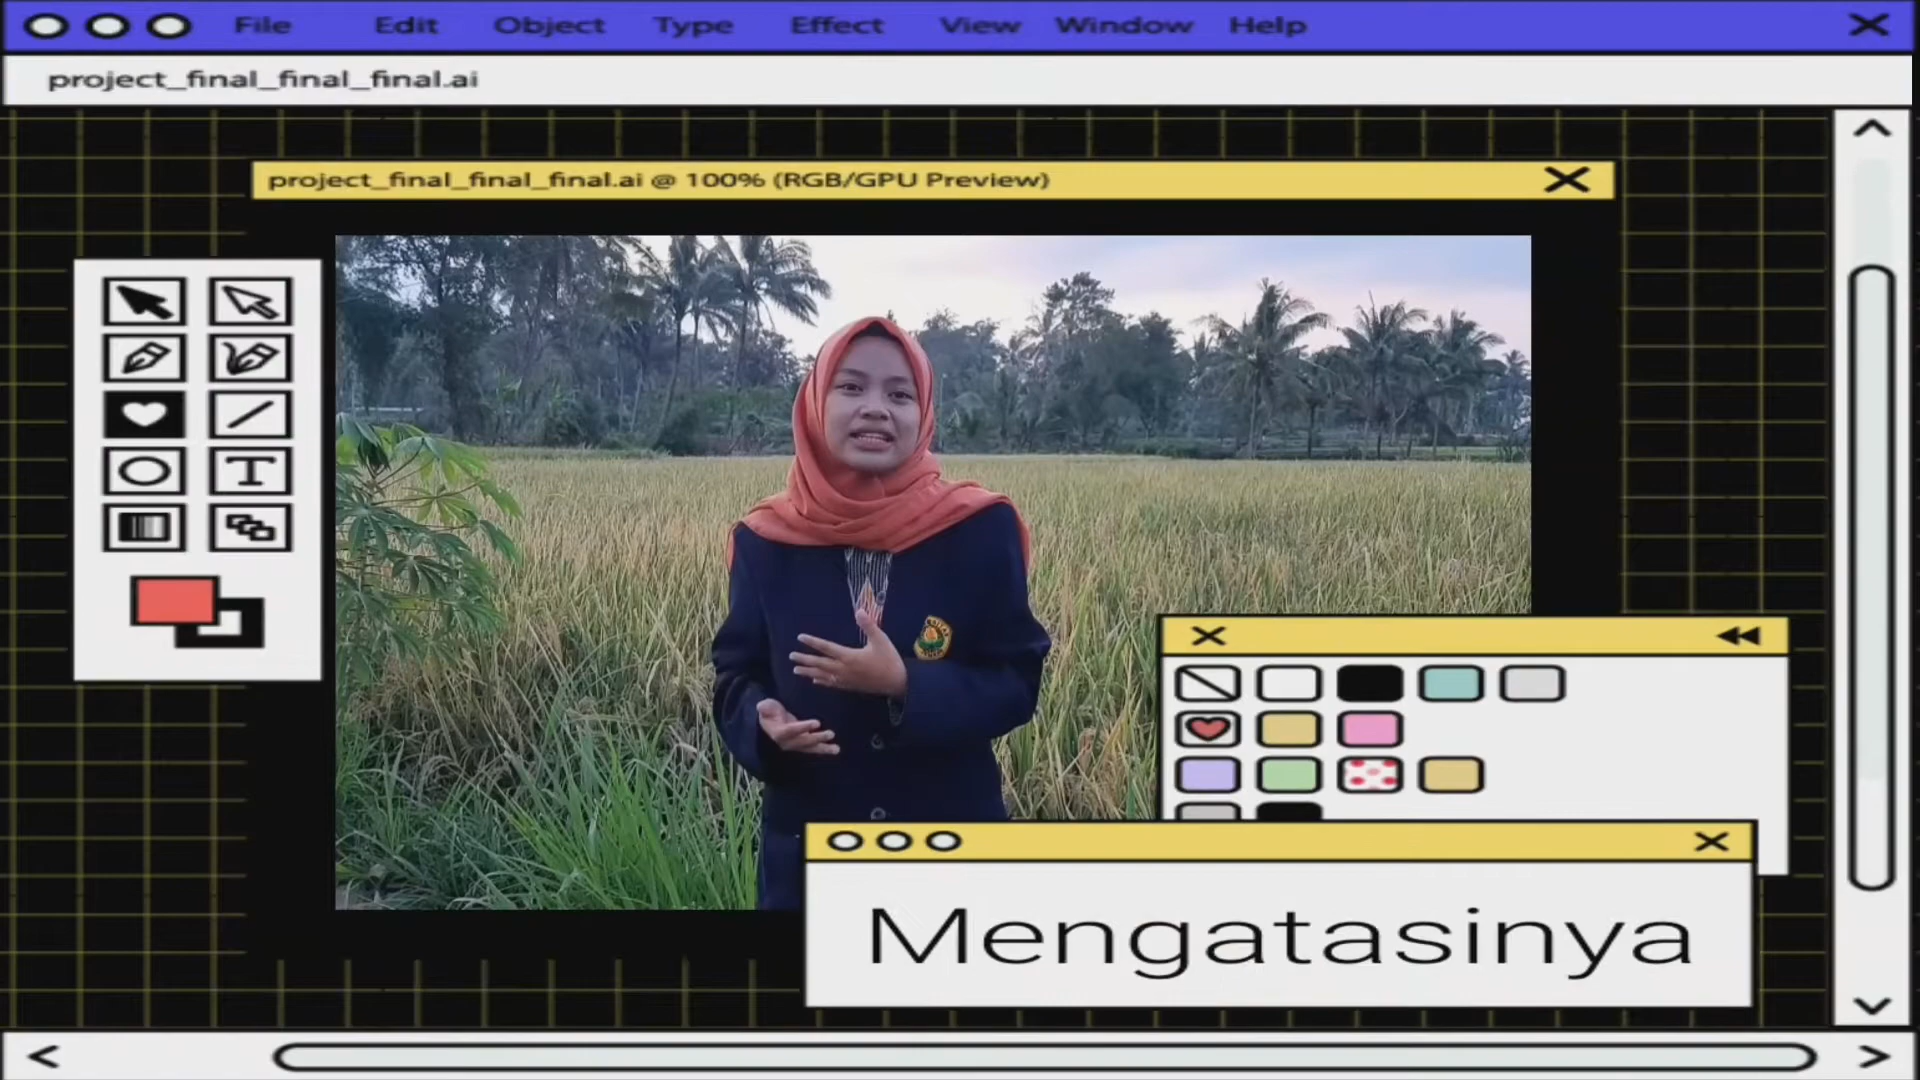 File Edit Object Type Effect View Window Help
project_final_final_final.ai
project_final_final_final.ai @ 100% (RGB/GPU Preview)
T
Mengatasinya